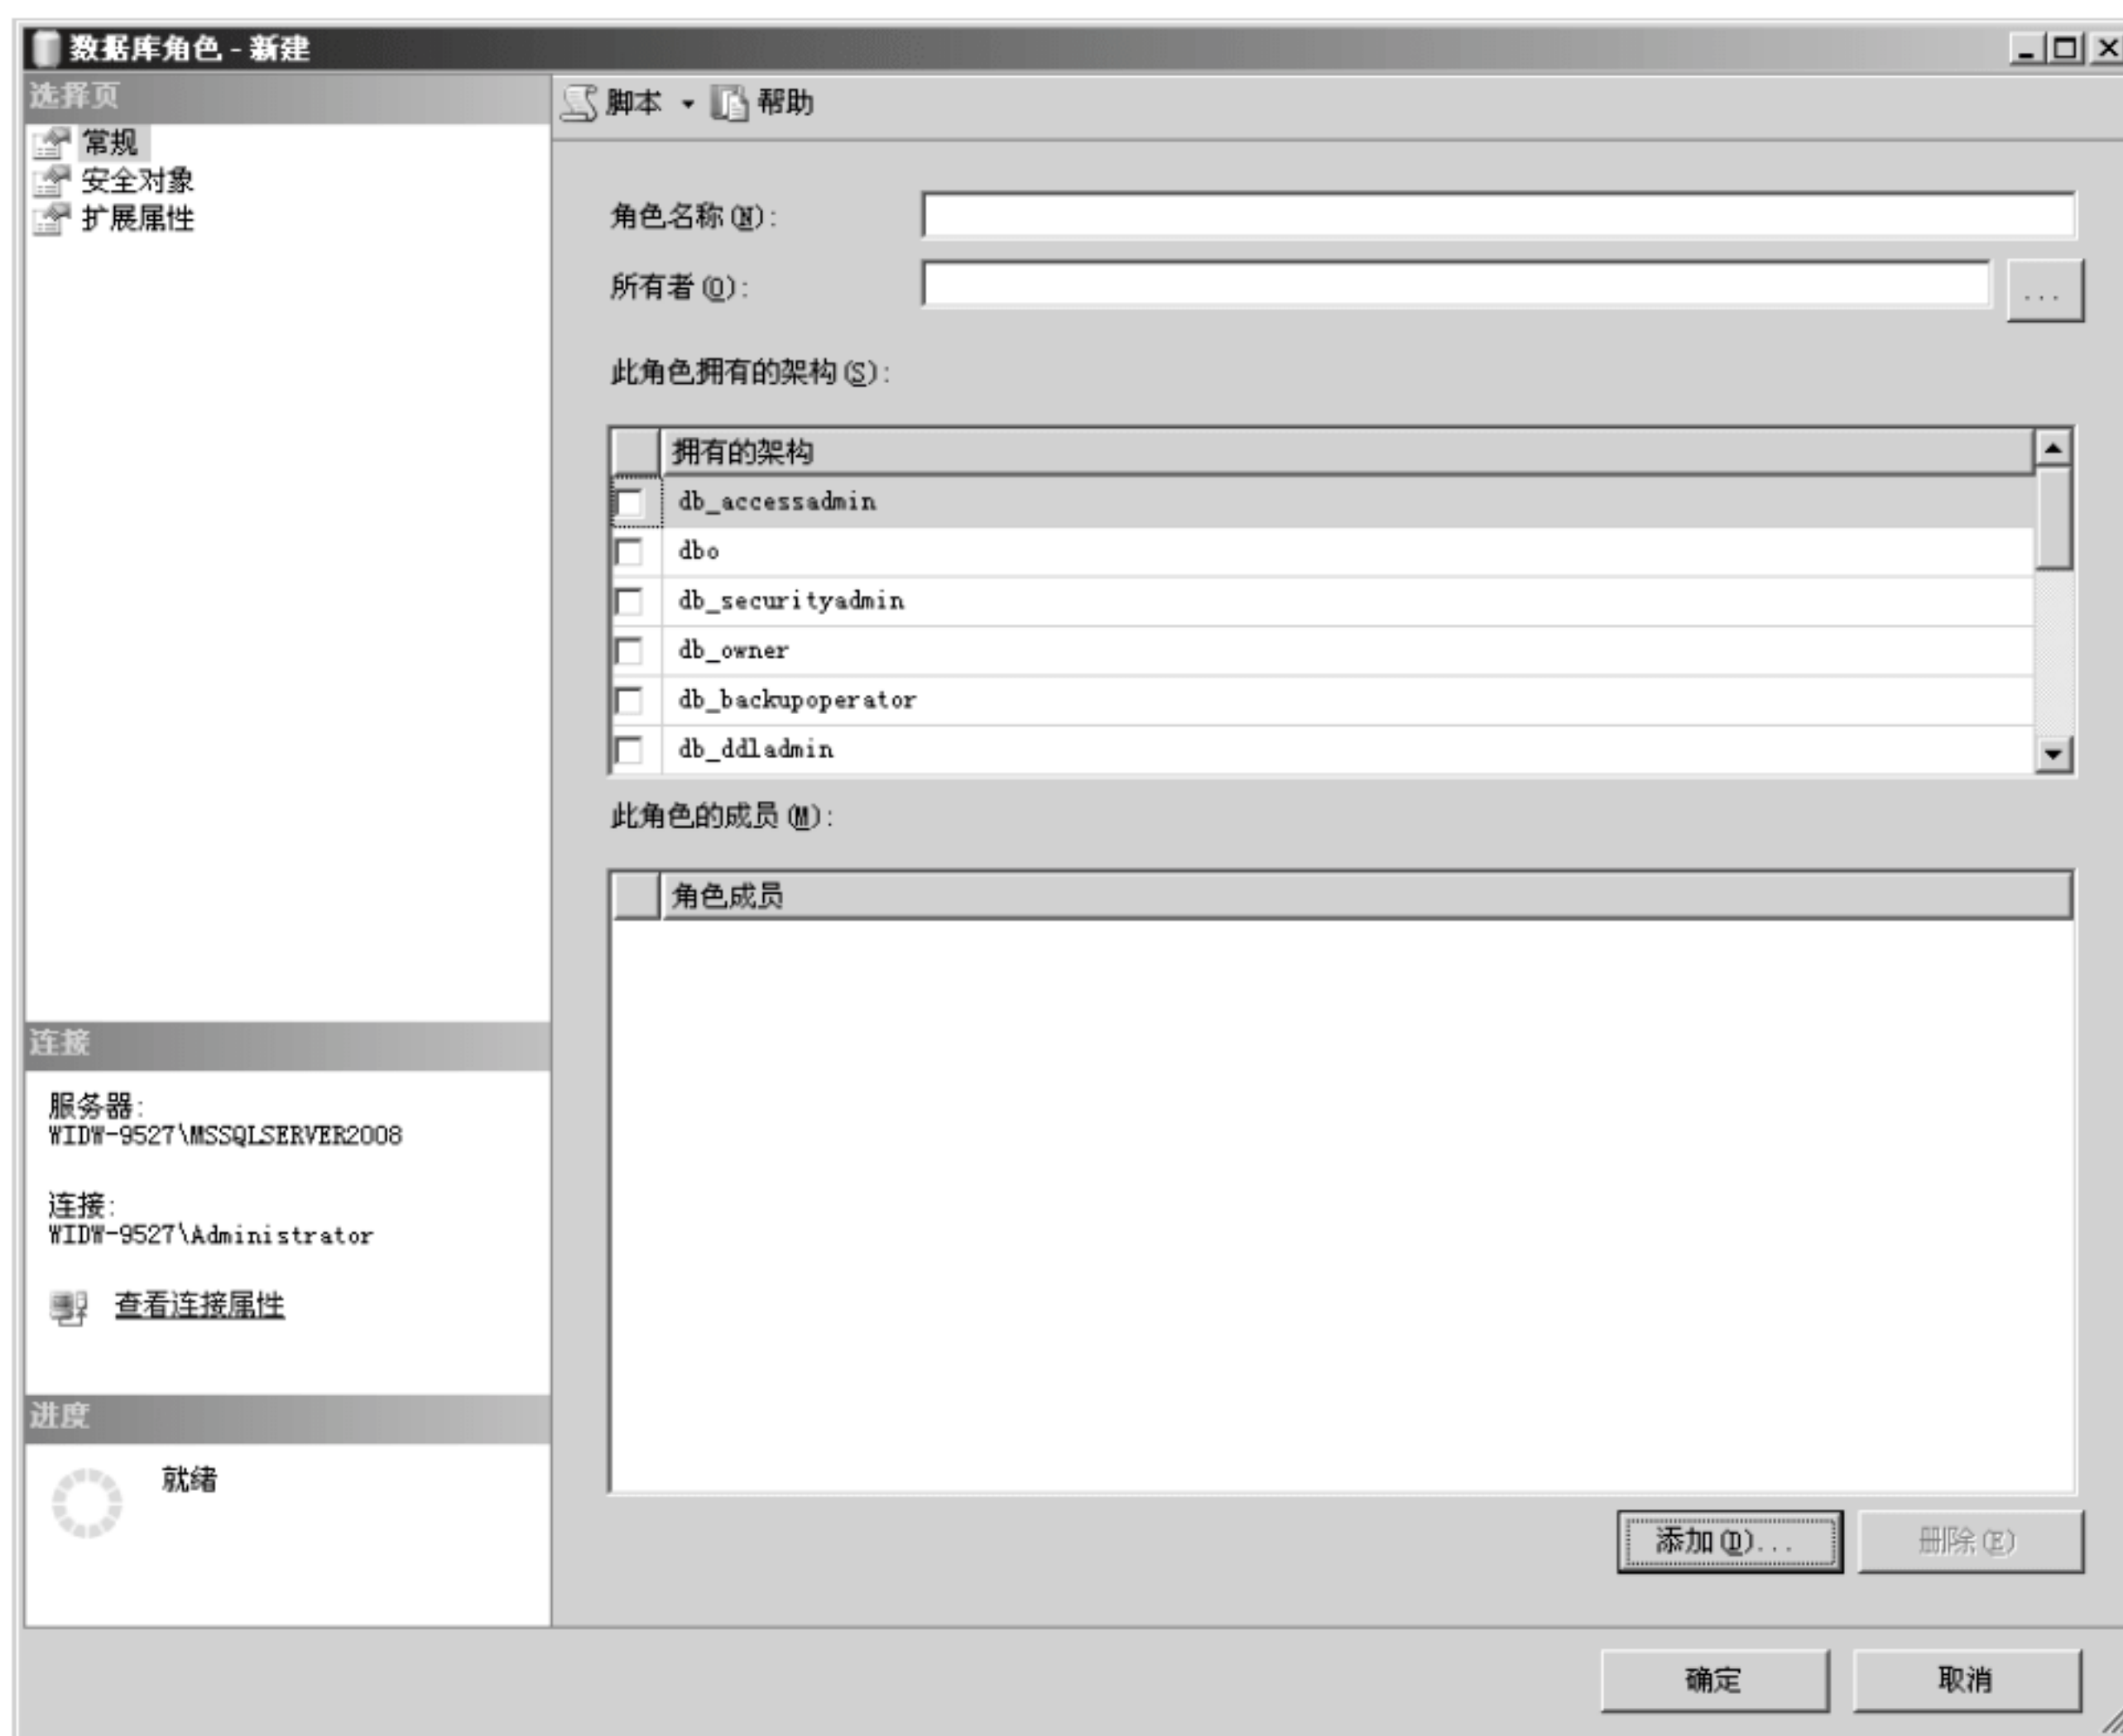 数据库角色 - 新建
选择页
常规
安全对象
扩展属性
脚本 帮助
角色名称(N):
所有者(O):
...
此角色拥有的架构(S):
拥有的架构
db_accessadmin
dbo
db_securityadmin
db_owner
db_backupoperator
db_ddladmin
此角色的成员(M):
角色成员
连接
服务器:
WIDW-9527\MSSQLSERVER2008
连接:
WIDW-9527\Administrator
查看连接属性
进度
就绪
添加(D)... 删除(E)
确定 取消